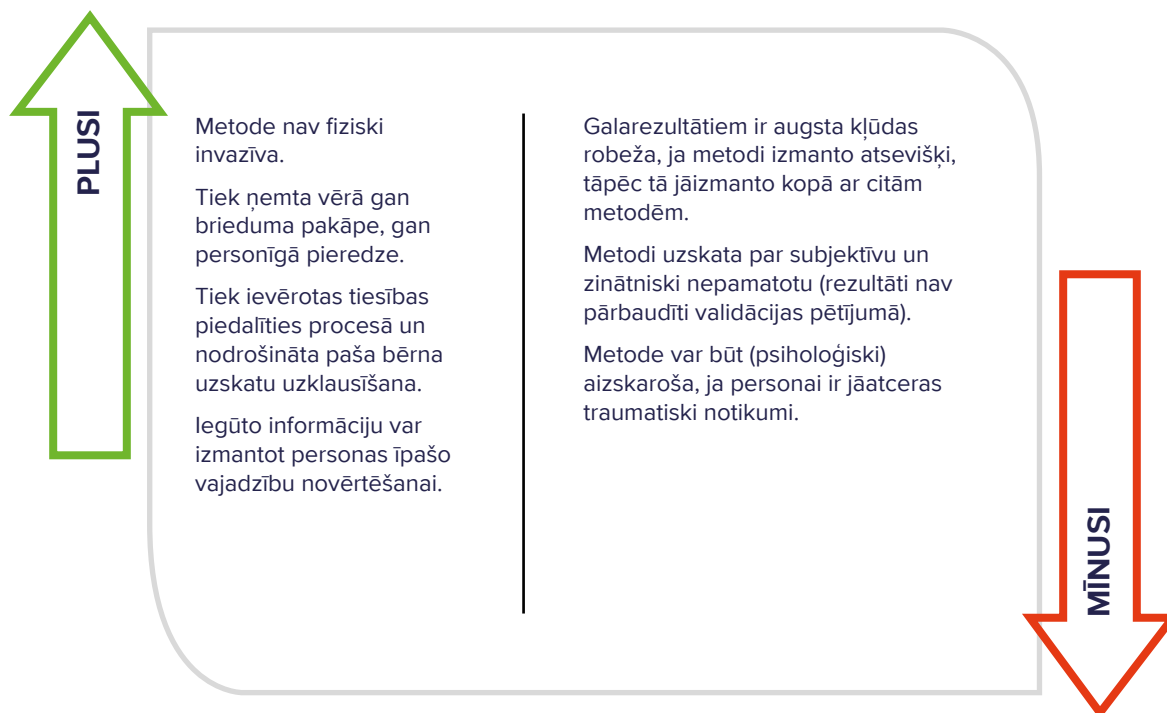 PLUSI
Metode nav fiziski
invazīva.
Tiek ņemta vērā gan
brieduma pakāpe, gan
personīgā pieredze.
Tiek ievērotas tiesības
piedalīties procesā un
nodrošināta paša bērna
uzskatu uzklausīšana.
Iegūto informāciju var
izmantot personas īpašo
vajadzību novērtēšanai.
Galarezultātiem ir augsta kļūdas
robeža, ja metodi izmanto atsevišķi,
tāpēc tā jāizmanto kopā ar citām
metodēm.
Metodi uzskata par subjektīvu un
zinātniski nepamatotu (rezultāti nav
pārbaudīti validācijas pētījumā).
Metode var būt (psiholoģiski)
aizskaroša, ja personai ir jāatceras
traumatiski notikumi.
MĪNUSI